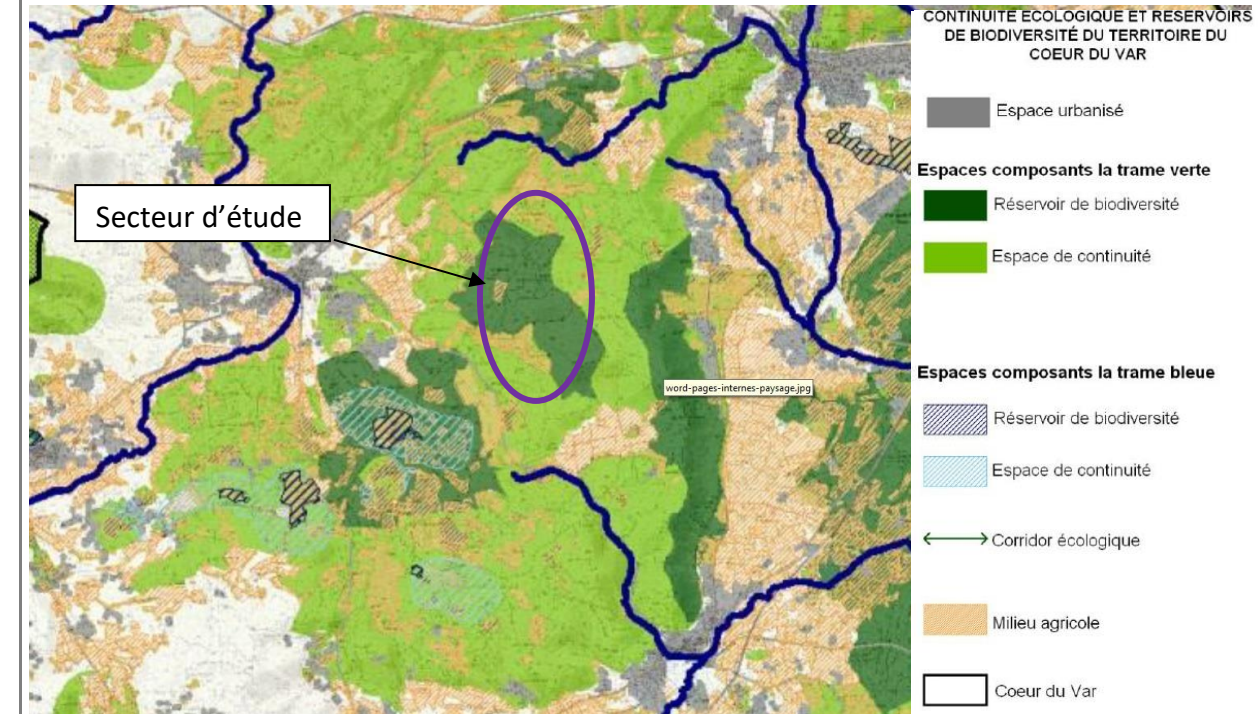 CONTINUITE ECOLOGIQUE ET RESERVOIRS
DE BIODIVERSITÉ DU TERRITOIRE DU
COEUR DU VAR
Espace urbanisé
Espaces composants la trame verte
Réservoir de biodiversité
Espace de continuité
Secteur d'étude
word-pages-internes-paysage.jpg
Espaces composants la trame bleue
Réservoir de biodiversité
Espace de continuité
Corridor écologique
Milieu agricole
Coeur du Var